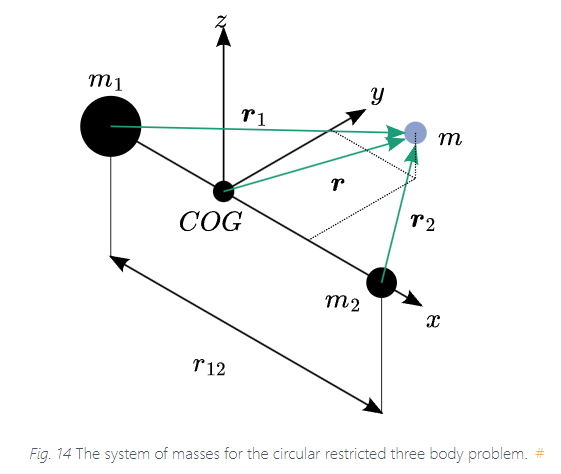 z
m₁
y
r₁
m
r
r₂
COG
m₂
x
r₁₂
Fig. 14 The system of masses for the circular restricted three body problem. #